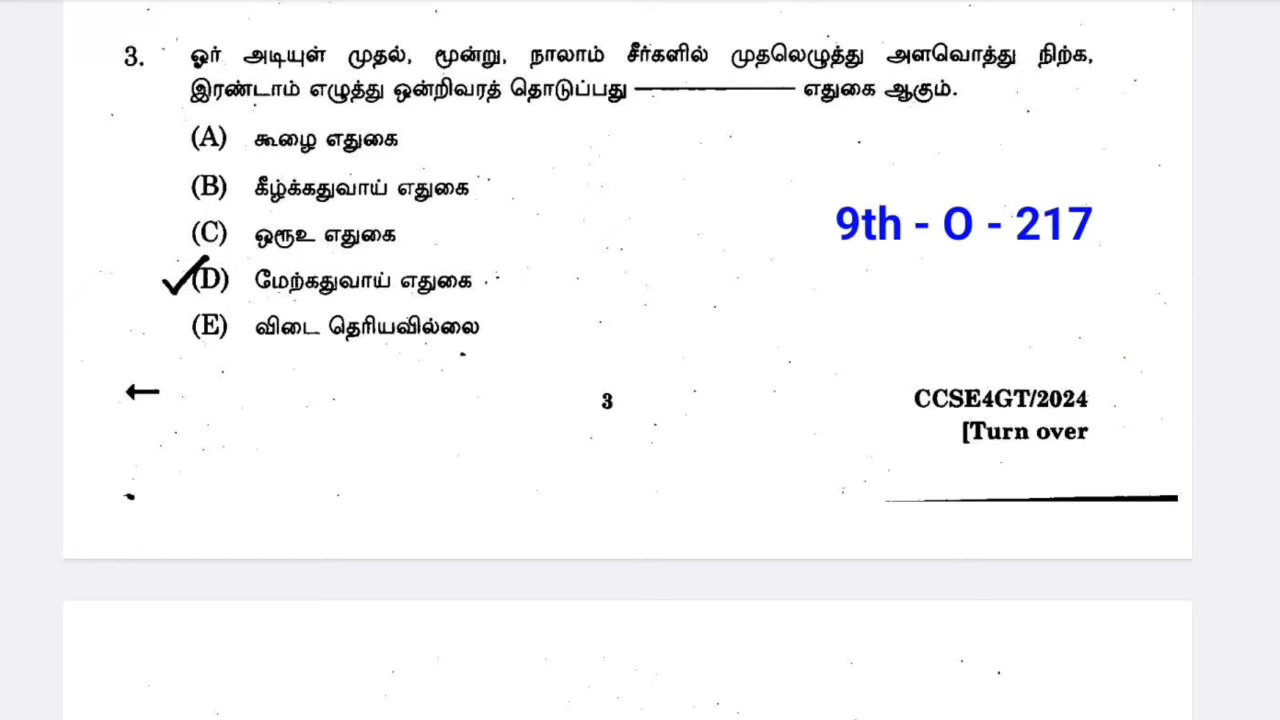 3. ஓர் அடியுள் முதல், மூன்று, நாலாம் சீர்களில் முதலெழுத்து அளவொத்து நிற்க,
இரண்டாம் எழுத்து ஒன்றிவரத் தொடுப்பது ———— எதுகை ஆகும்.
(A) கூழை எதுகை
(B) கீழ்க்கதுவாய் எதுகை
(C) ஒரூஉ எதுகை
(D) மேற்கதுவாய் எதுகை
(E) விடை தெரியவில்லை
9th - O - 217
3
CCSE4GT/2024
[Turn over